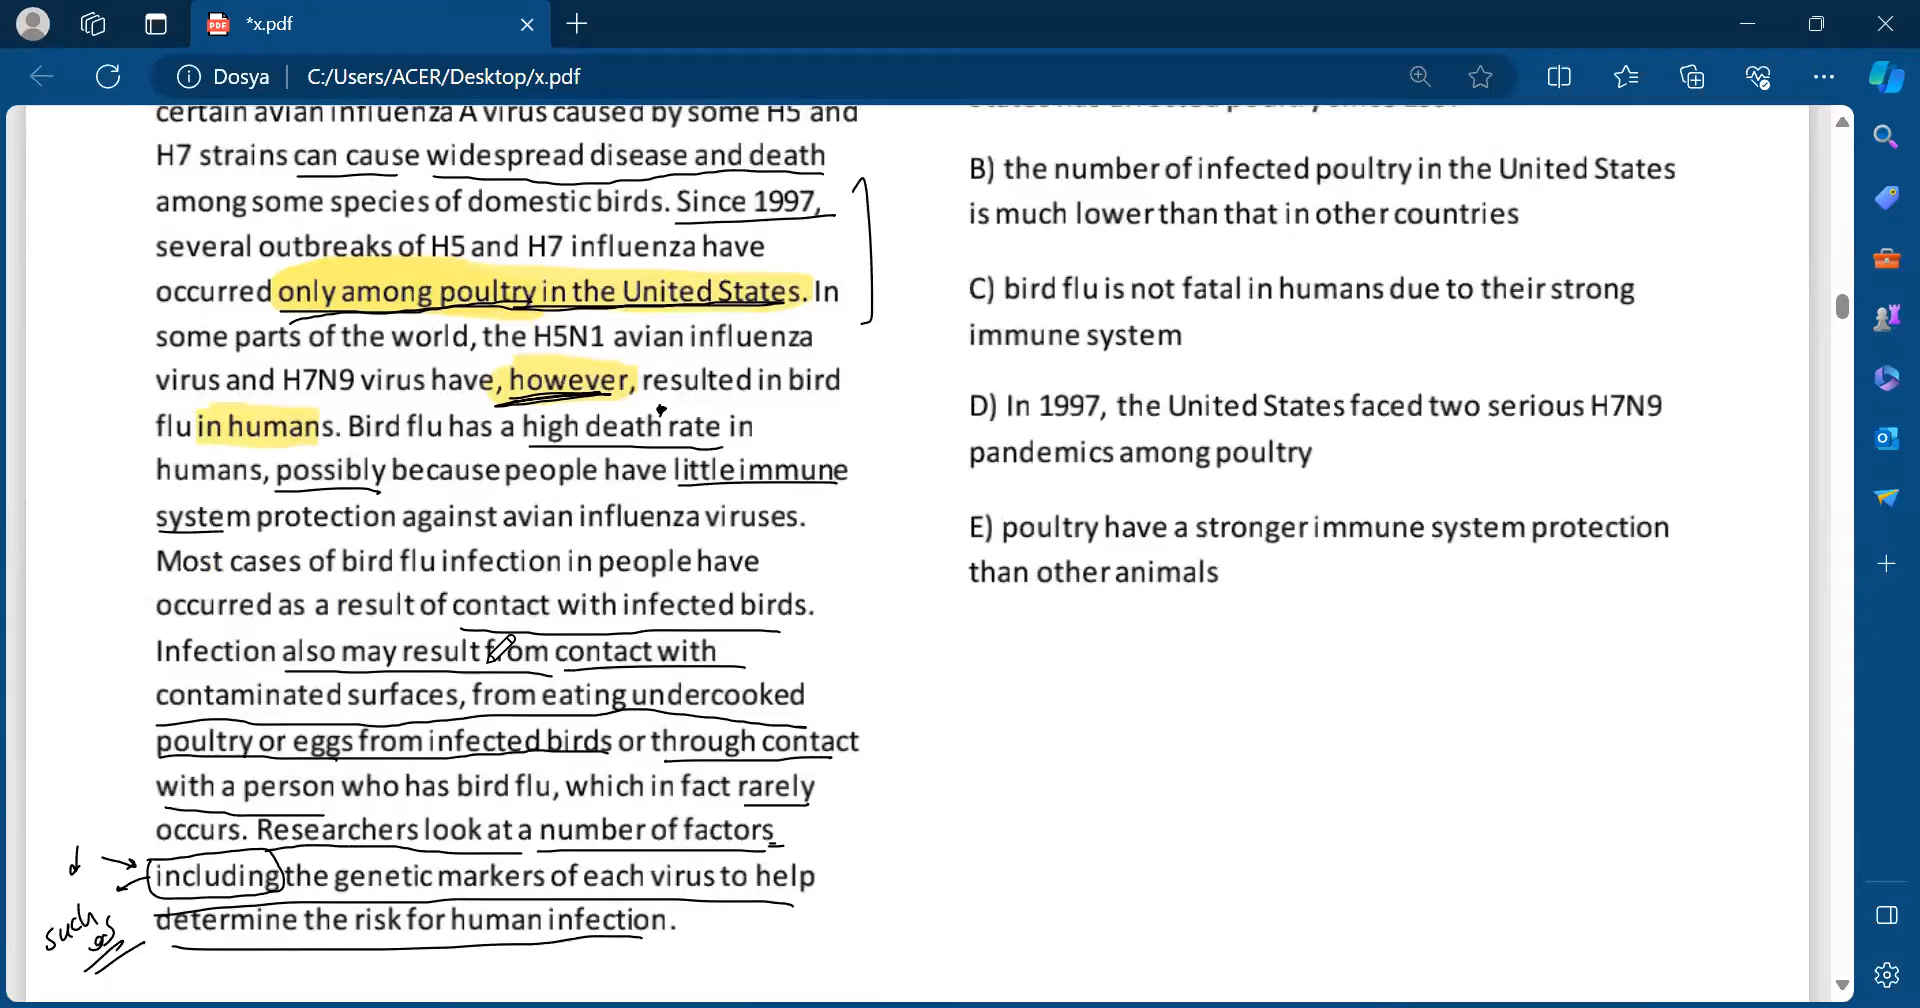 *x.pdf
Dosya
C:/Users/ACER/Desktop/x.pdf
certain avian influenza A virus caused by some H5 and
H7 strains can cause widespread disease and death
among some species of domestic birds. Since 1997,
several outbreaks of H5 and H7 influenza have
occurred only among poultry in the United States. In
some parts of the world, the H5N1 avian influenza
virus and H7N9 virus have, however, resulted in bird
flu in humans. Bird flu has a high death rate in
humans, possibly because people have little immune
system protection against avian influenza viruses.
Most cases of bird flu infection in people have
occurred as a result of contact with infected birds.
Infection also may result from contact with
contaminated surfaces, from eating undercooked
poultry or eggs from infected birds or through contact
with a person who has bird flu, which in fact rarely
occurs. Researchers look at a number of factors
including the genetic markers of each virus to help
determine the risk for human infection.
such as
B) the number of infected poultry in the United States
is much lower than that in other countries
C) bird flu is not fatal in humans due to their strong
immune system
D) In 1997, the United States faced two serious H7N9
pandemics among poultry
E) poultry have a stronger immune system protection
than other animals